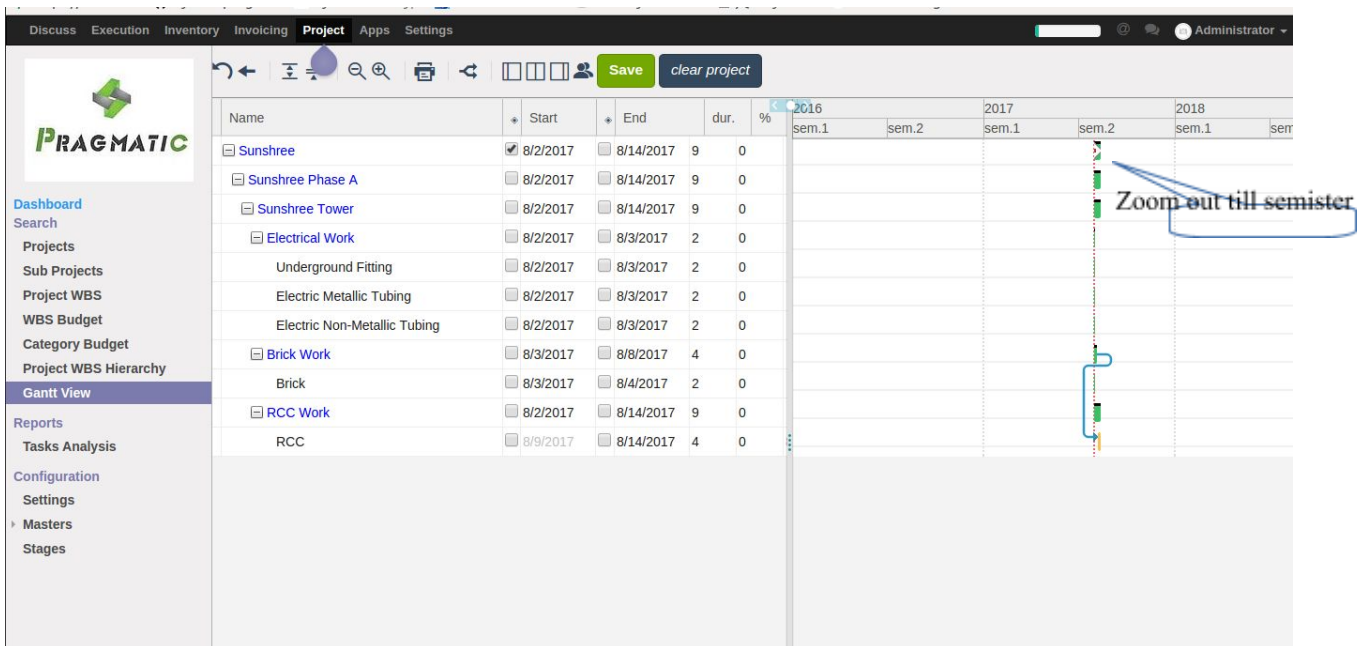 Discuss Execution Inventory Invoicing Project Apps Settings @ Administrator
Save clear project
PRAGMATIC
Name Start End dur. % 2016 2017 2018
sem.1 sem.2 sem.1 sem.2 sem.1 sem
Sunshree 8/2/2017 8/14/2017 9 0
Sunshree Phase A 8/2/2017 8/14/2017 9 0
Sunshree Tower 8/2/2017 8/14/2017 9 0
Electrical Work 8/2/2017 8/3/2017 2 0
Underground Fitting 8/2/2017 8/3/2017 2 0
Electric Metallic Tubing 8/2/2017 8/3/2017 2 0
Electric Non-Metallic Tubing 8/2/2017 8/3/2017 2 0
Brick Work 8/3/2017 8/8/2017 4 0
Brick 8/3/2017 8/4/2017 2 0
RCC Work 8/2/2017 8/14/2017 9 0
RCC 8/9/2017 8/14/2017 4 0
Zoom out till semister
Dashboard
Search
Projects
Sub Projects
Project WBS
WBS Budget
Category Budget
Project WBS Hierarchy
Gantt View
Reports
Tasks Analysis
Configuration
Settings
Masters
Stages